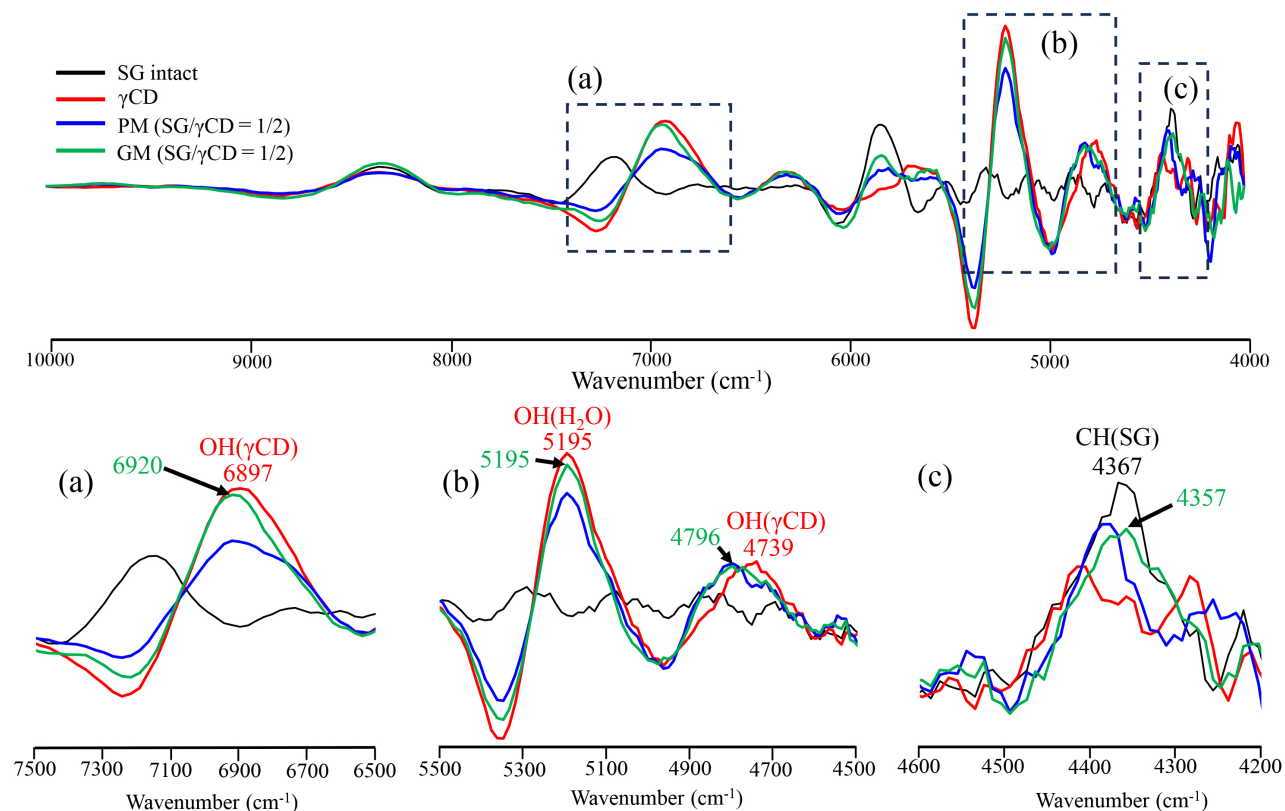 SG intact
γCD
PM (SG/γCD = 1/2)
GM (SG/γCD = 1/2)
(a)
(b)
(c)
10000 9000 8000 7000 6000 5000 4000
Wavenumber (cm⁻¹)
(a)
6920
OH(γCD)
6897
7500 7300 7100 6900 6700 6500
Wavenumber (cm⁻¹)
(b)
OH(H₂O)
5195
5195
4796
OH(γCD)
4739
5500 5300 5100 4900 4700 4500
Wavenumber (cm⁻¹)
(c)
CH(SG)
4367
4357
4600 4500 4400 4300 4200
Wavenumber (cm⁻¹)